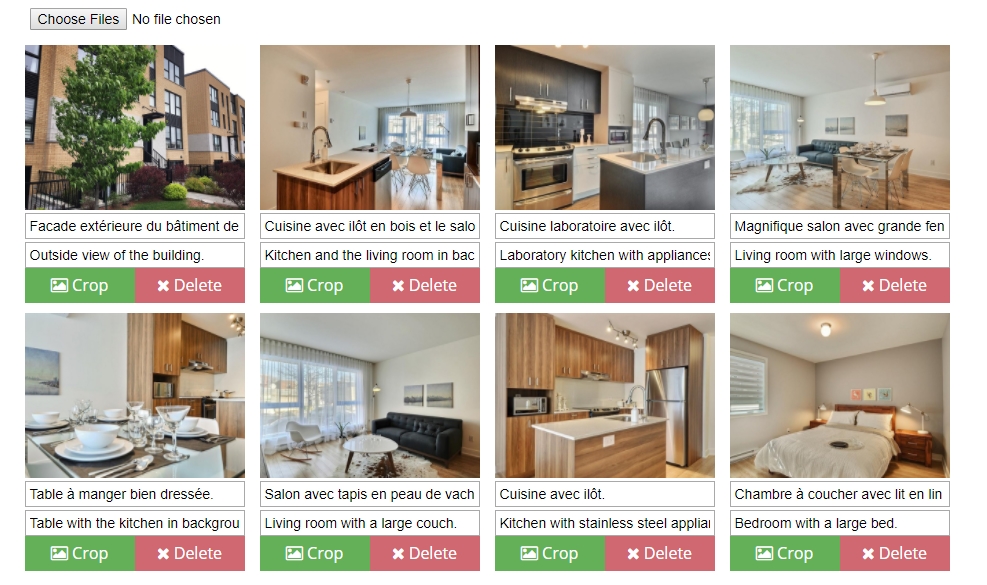 Choose Files No file chosen
Facade extérieure du bâtiment de
Cuisine avec ilôt en bois et le salo
Cuisine laboratoire avec ilôt.
Magnifique salon avec grande fen
Outside view of the building.
Kitchen and the living room in bac
Laboratory kitchen with appliances
Living room with large windows.
Crop Delete Crop Delete Crop Delete Crop Delete
Table à manger bien dressée.
Salon avec tapis en peau de vach
Cuisine avec ilôt.
Chambre à coucher avec lit en lin
Table with the kitchen in backgrou
Living room with a large couch.
Kitchen with stainless steel applia
Bedroom with a large bed.
Crop Delete Crop Delete Crop Delete Crop Delete